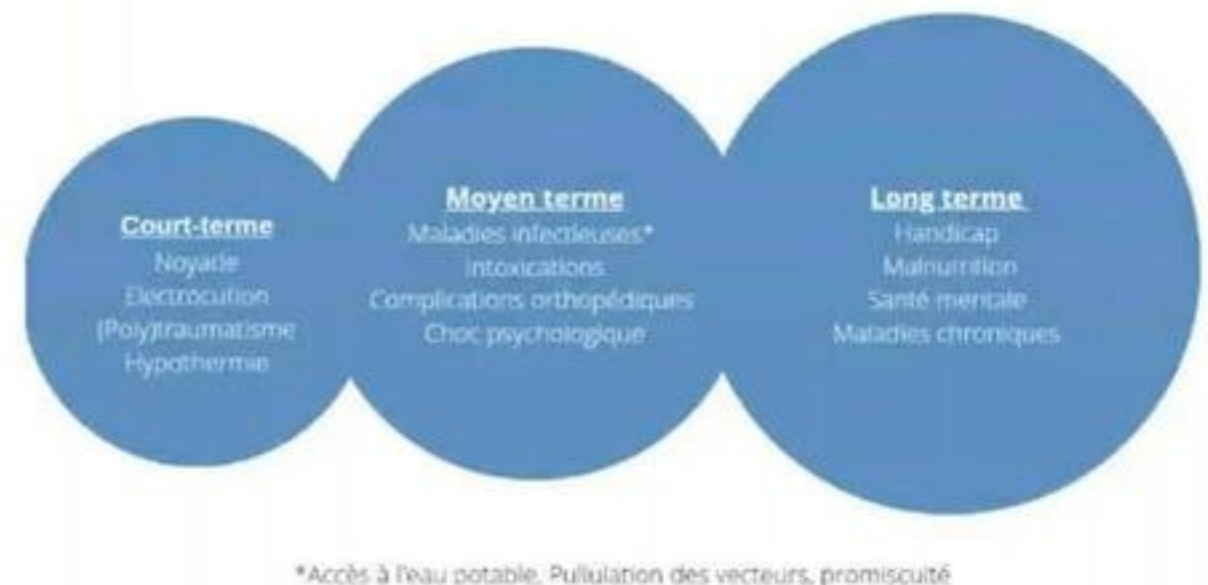 Court-terme
Noyade
Electrocution
(Poly)traumatisme
Hypothermie
Moyen terme
Maladies infectieuses*
Intoxications
Complications orthopédiques
Choc psychologique
Long terme
Handicap
Malnutrition
Santé mentale
Maladies chroniques
*Accès à l'eau potable, Pullulation des vecteurs, promiscuité